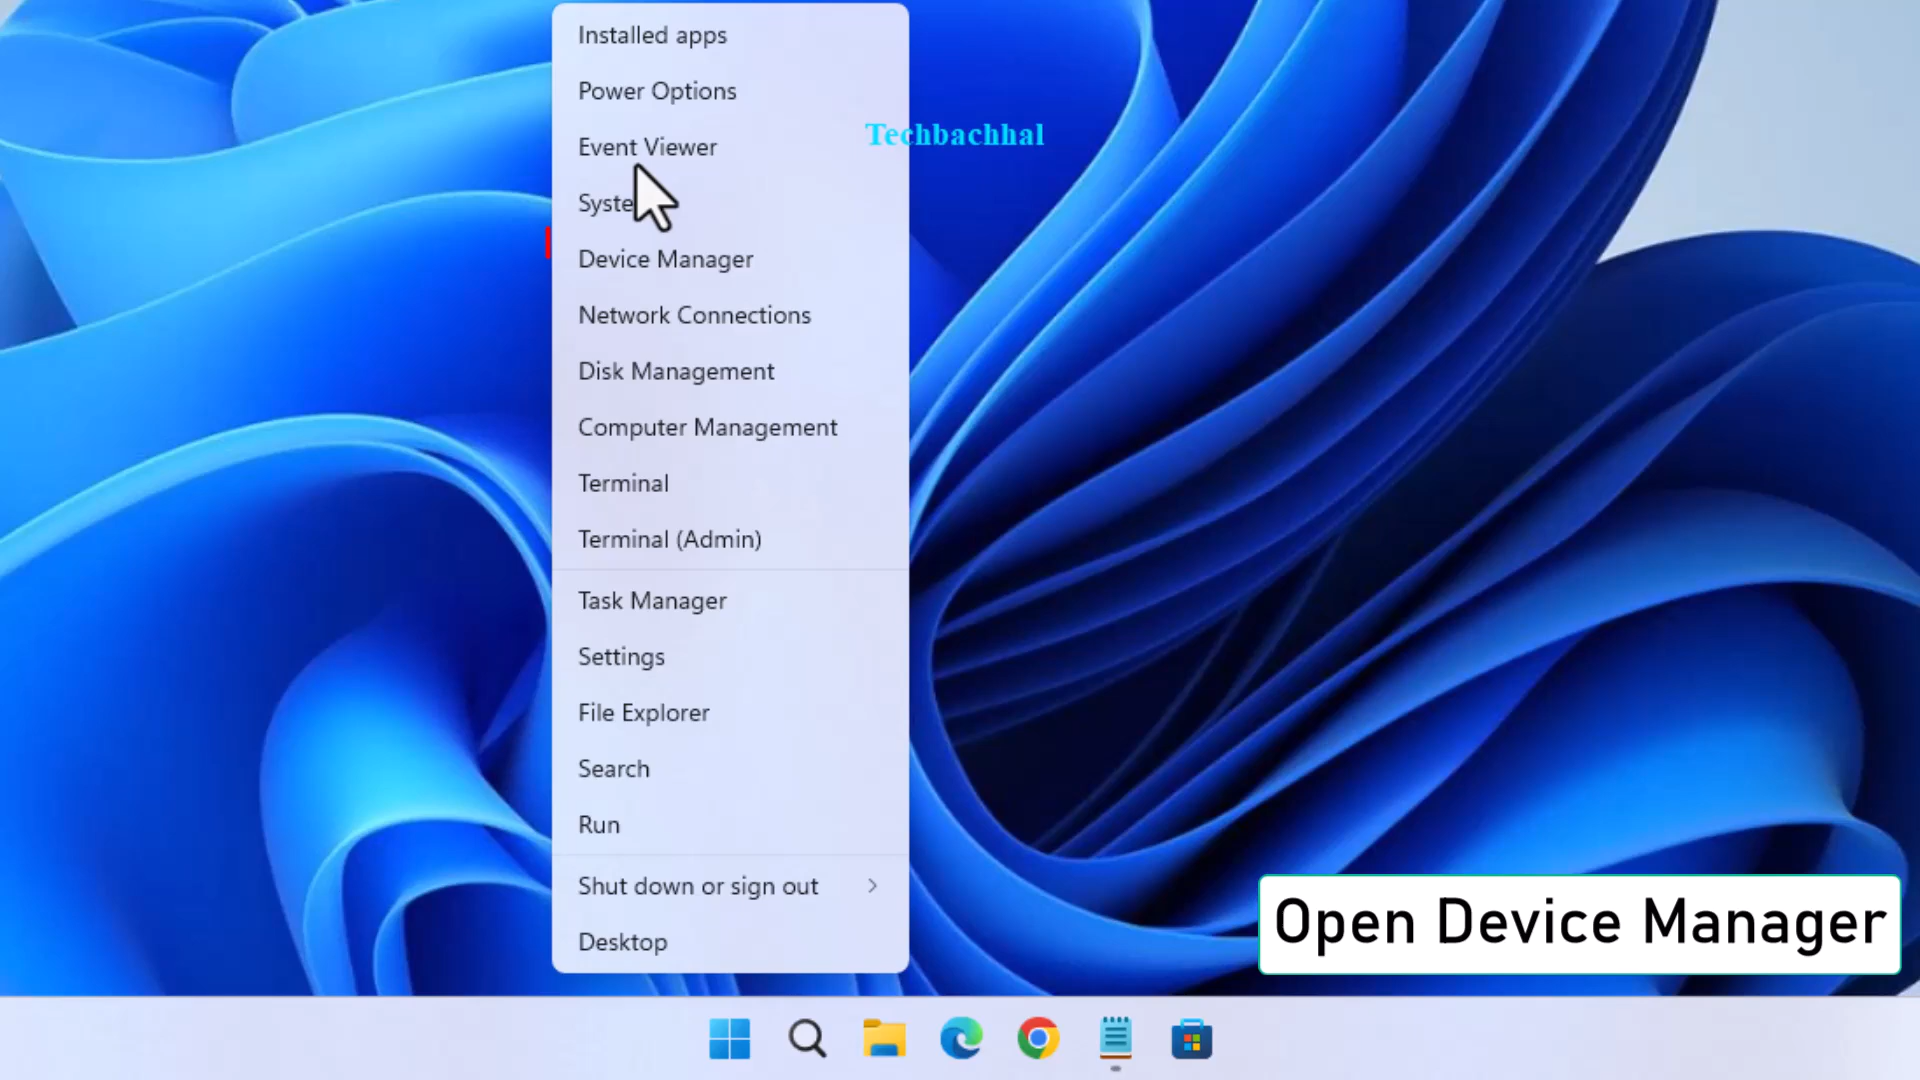 Installed apps
Power Options
Techbachhal
Event Viewer
Syste
Device Manager
Network Connections
Disk Management
Computer Management
Terminal
Terminal (Admin)
Task Manager
Settings
File Explorer
Search
Run
Shut down or sign out
Desktop
Open Device Manager